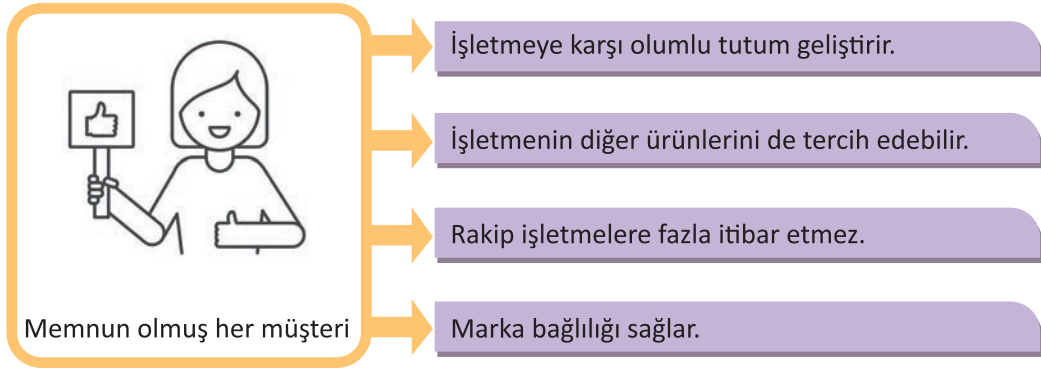 Memnun olmuş her müşteri
İşletmeye karşı olumlu tutum geliştirir.
İşletmenin diğer ürünlerini de tercih edebilir.
Rakip işletmelere fazla itibar etmez.
Marka bağlılığı sağlar.